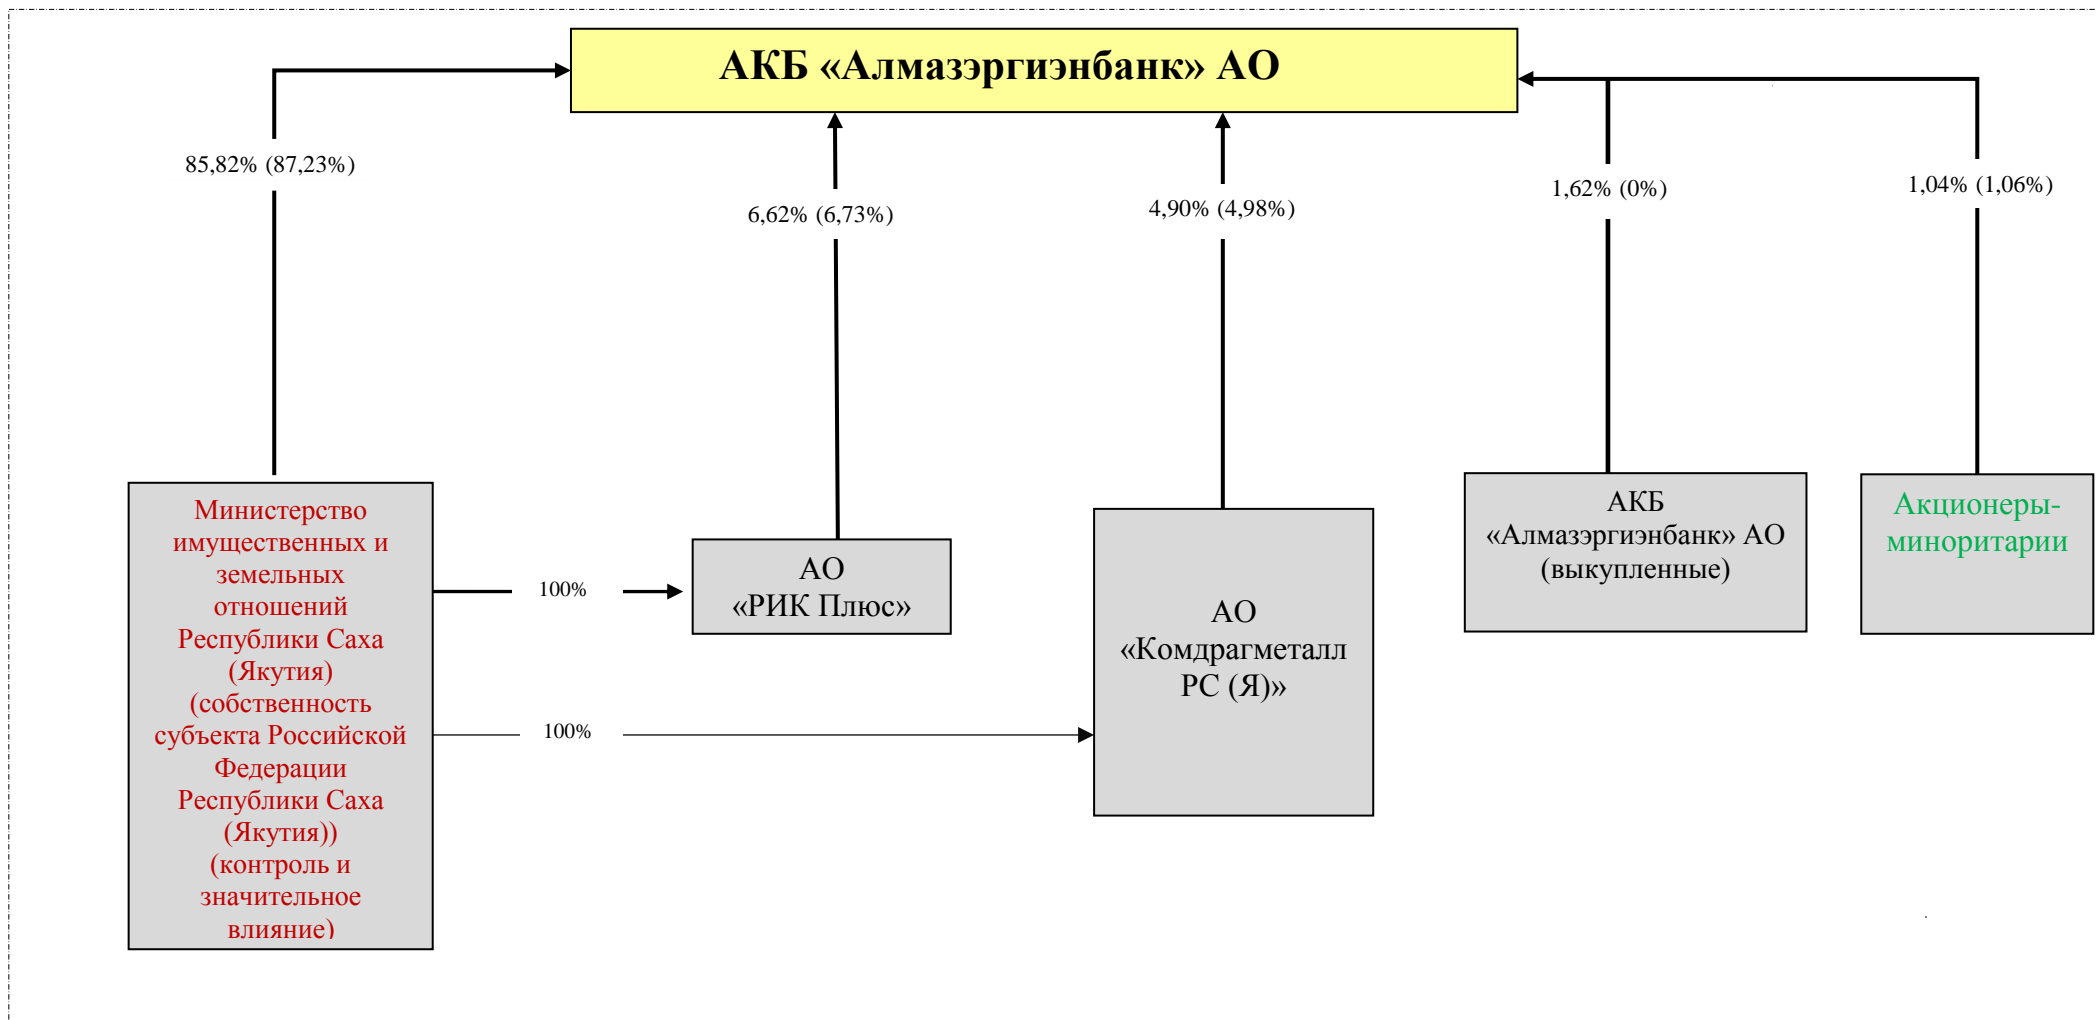 АКБ «Алмазэргиэнбанк» АО
85,82% (87,23%)
6,62% (6,73%)
4,90% (4,98%)
1,62% (0%)
1,04% (1,06%)
Министерство
имущественных и
земельных
отношений
Республики Саха
(Якутия)
(собственность
субъекта Российской
Федерации
Республики Саха
(Якутия))
(контроль и
значительное
влияние)
100%
100%
АО
«РИК Плюс»
АО
«Комдрагметалл
РС (Я)»
АКБ
«Алмазэргиэнбанк» АО
(выкупленные)
Акционеры-
миноритарии